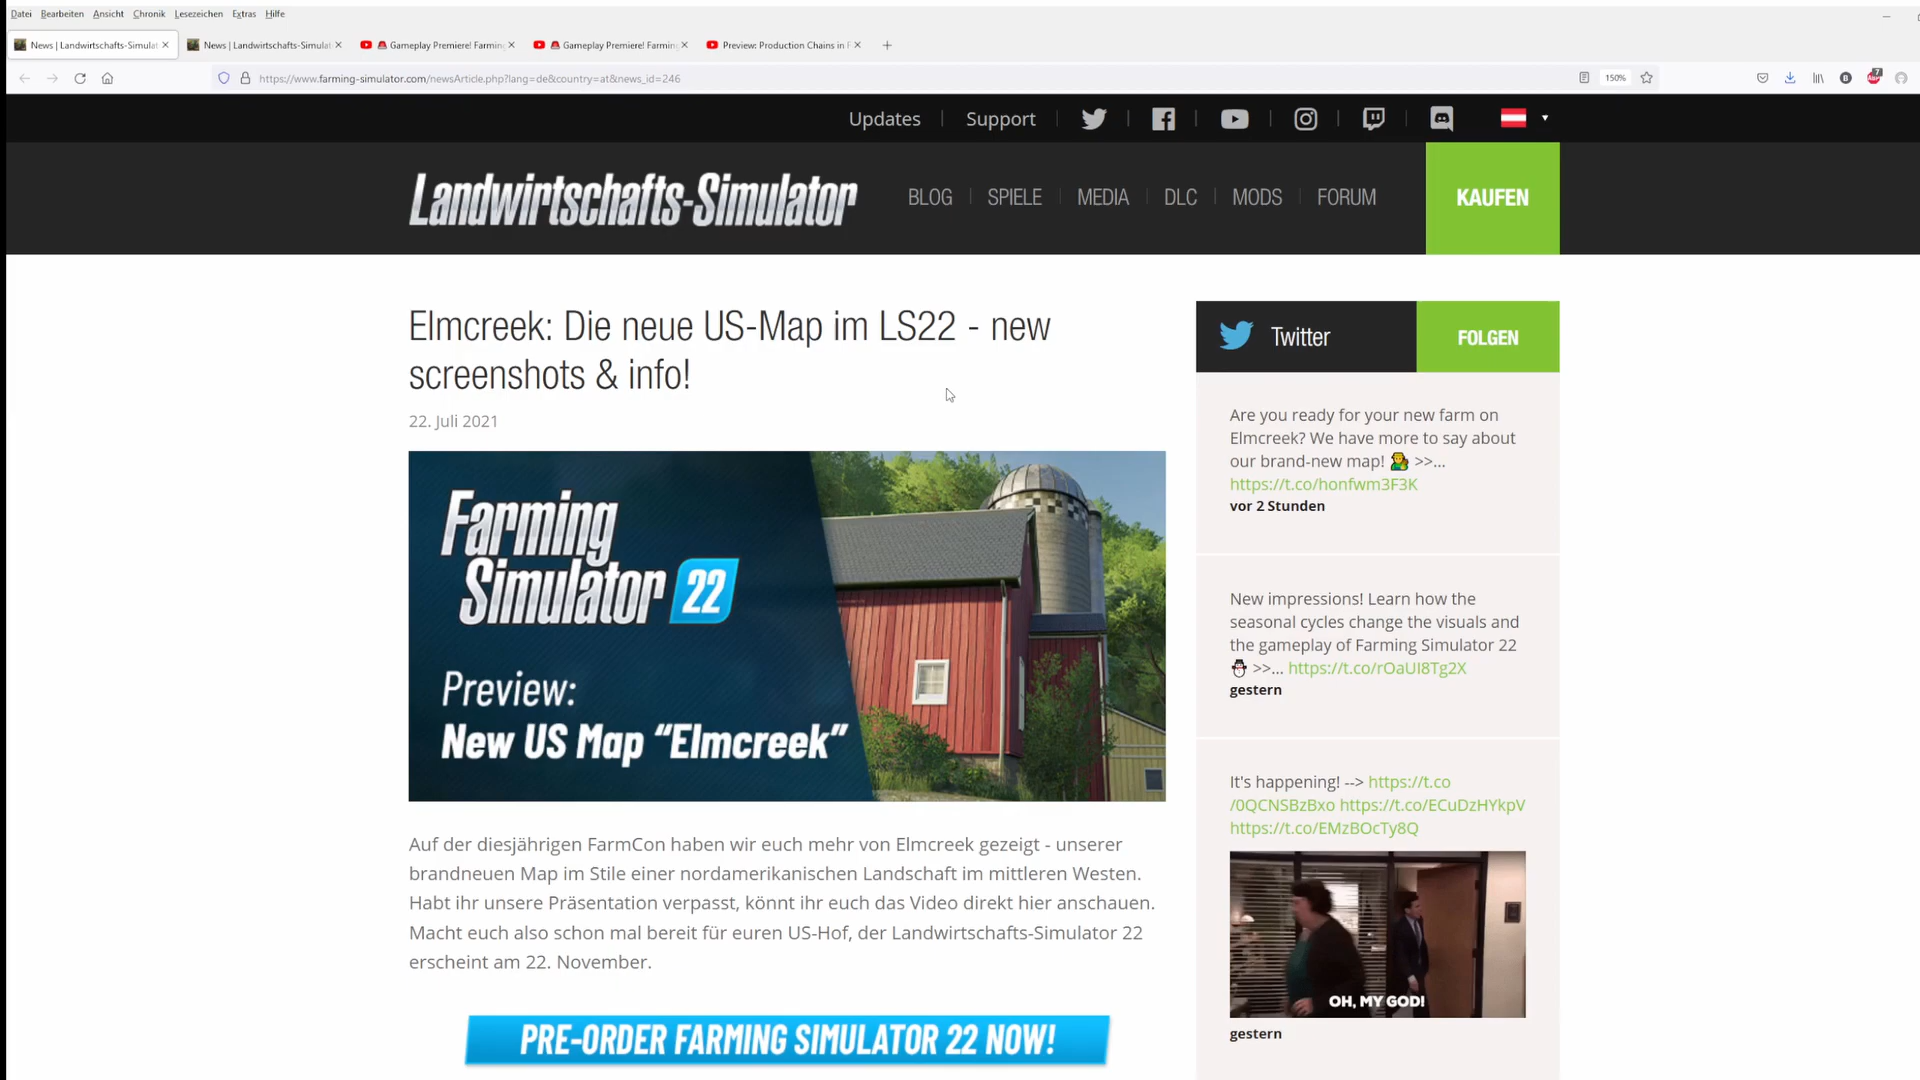 Datei Bearbeiten Ansicht Chronik Lesezeichen Extras Hilfe
News | Landwirtschafts-Simulat News | Landwirtschafts-Simulat Gameplay Premiere! Farming Gameplay Premiere! Farming Preview: Production Chains in F
https://www.farming-simulator.com/newsArticle.php?lang=de&country=at&news_id=246 150% 7
Updates Support
Landwirtschafts-Simulator BLOG SPIELE MEDIA DLC MODS FORUM KAUFEN
Elmcreek: Die neue US-Map im LS22 - new
screenshots & info!
22. Juli 2021
Farming
Simulator 22
Preview:
New US Map “Elmcreek”
Auf der diesjährigen FarmCon haben wir euch mehr von Elmcreek gezeigt - unserer
brandneuen Map im Stile einer nordamerikanischen Landschaft im mittleren Westen.
Habt ihr unsere Präsentation verpasst, könnt ihr euch das Video direkt hier anschauen.
Macht euch also schon mal bereit für euren US-Hof, der Landwirtschafts-Simulator 22
erscheint am 22. November.
PRE-ORDER FARMING SIMULATOR 22 NOW!
Twitter FOLGEN
Are you ready for your new farm on
Elmcreek? We have more to say about
our brand-new map! >>...
https://t.co/honfwm3F3K
vor 2 Stunden
New impressions! Learn how the
seasonal cycles change the visuals and
the gameplay of Farming Simulator 22
>>... https://t.co/rOaUI8Tg2X
gestern
It's happening! --> https://t.co
/0QCNSBzBxo https://t.co/ECuDzHYkpV
https://t.co/EMzBOcTy8Q
OH, MY GOD!
gestern